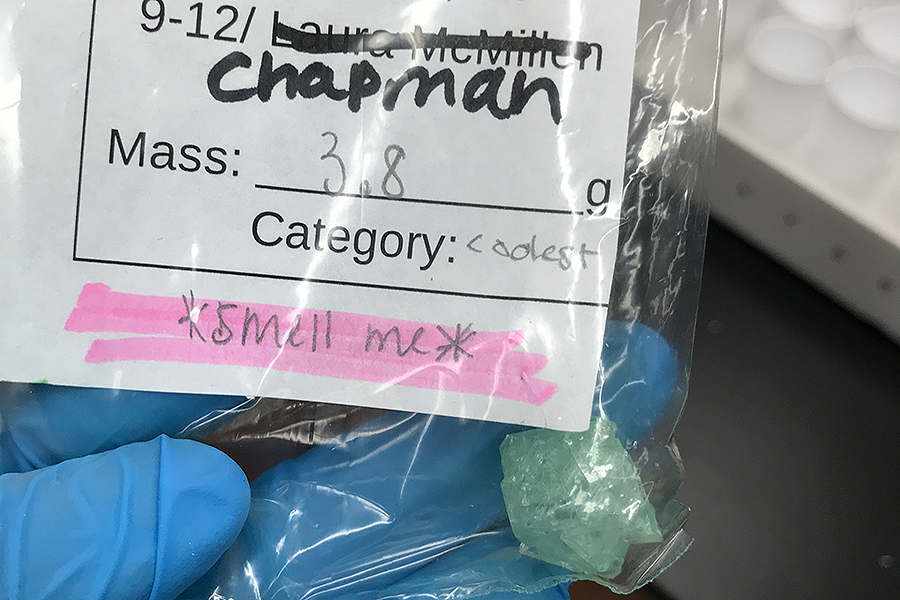 9-12/ Laura McMillen
Chapman
Mass: 3.8 g
Category: coolest
*Smell me*